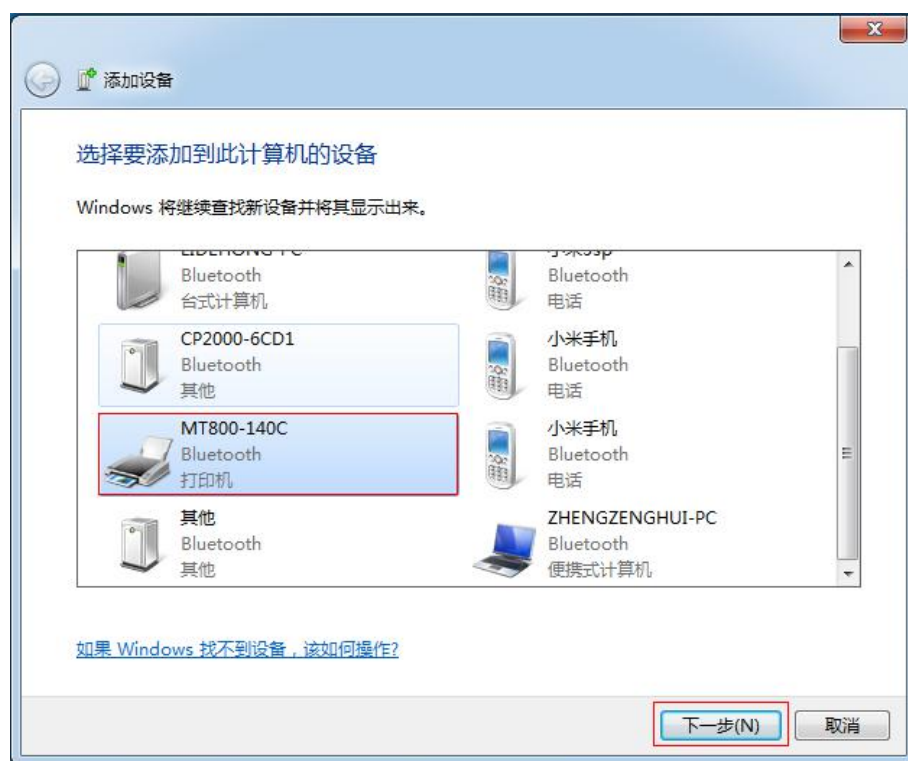 添加设备
选择要添加到此计算机的设备
Windows 将继续查找新设备并将其显示出来。
Bluetooth
台式计算机
CP2000-6CD1
Bluetooth
其他
MT800-140C
Bluetooth
打印机
其他
Bluetooth
其他
Bluetooth
电话
小米手机
Bluetooth
电话
小米手机
Bluetooth
电话
ZHENGZENGHUI-PC
Bluetooth
便携式计算机
如果 Windows 找不到设备，该如何操作?
下一步(N)
取消